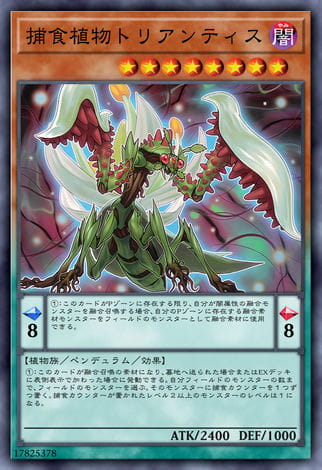 捕食植物トリアンティス
闇
やみ
①:このカードがPゾーンに存在する限り、自分が闇属性の融合モ
ンスターを融合召喚する場合、自分のPゾーンに存在する融合素
材モンスターをフィールドのモンスターとして融合素材に使用
できる。
8
8
【植物族／ペンデュラム／効果】
①:このカードが融合召喚の素材になり、墓地へ送られた場合またはEXデッキ
に表側表示で加わった場合に発動できる。自分フィールドのモンスターの数ま
で、フィールドのモンスターを選ぶ。そのモンスターに捕食カウンターを1つず
つ置く。捕食カウンターが置かれたレベル2以上のモンスターのレベルは1に
なる。
ATK/2400 DEF/1000
17825378